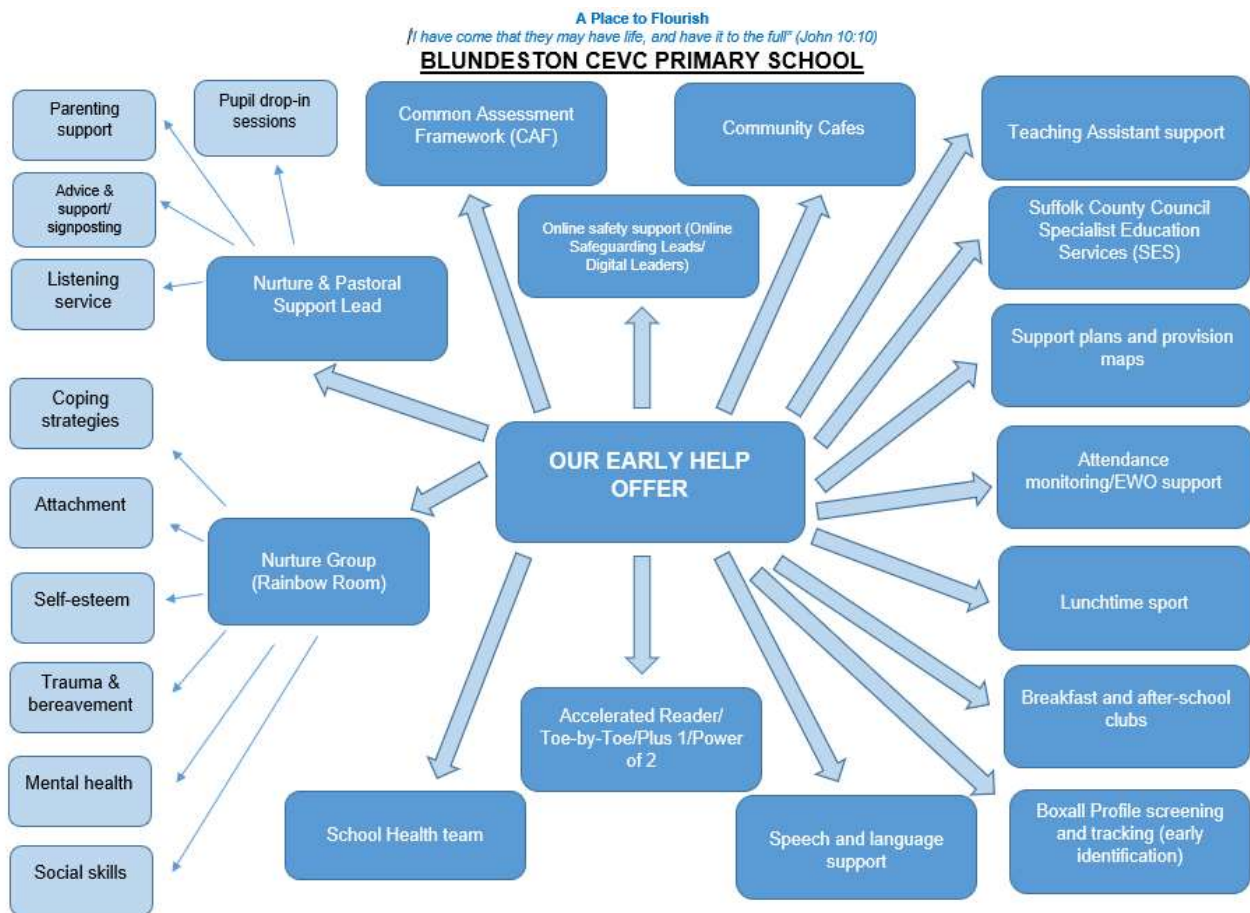 A Place to Flourish
"I have come that they may have life, and have it to the full" (John 10:10)
BLUNDESTON CEVC PRIMARY SCHOOL
Parenting
support
Pupil drop-in
sessions
Common Assessment
Framework (CAF)
Community Cafes
Teaching Assistant support
Advice &
support/
signposting
Online safety support (Online
Safeguarding Leads/
Digital Leaders)
Suffolk County Council
Specialist Education
Services (SES)
Listening
service
Nurture & Pastoral
Support Lead
Support plans and provision
maps
Coping
strategies
OUR EARLY HELP
OFFER
Attendance
monitoring/EWO support
Attachment
Nurture Group
(Rainbow Room)
Self-esteem
Lunchtime sport
Trauma &
bereavement
Accelerated Reader/
Toe-by-Toe/Plus 1/Power
of 2
Breakfast and after-school
clubs
Mental health
School Health team
Speech and language
support
Boxall Profile screening
and tracking (early
identification)
Social skills